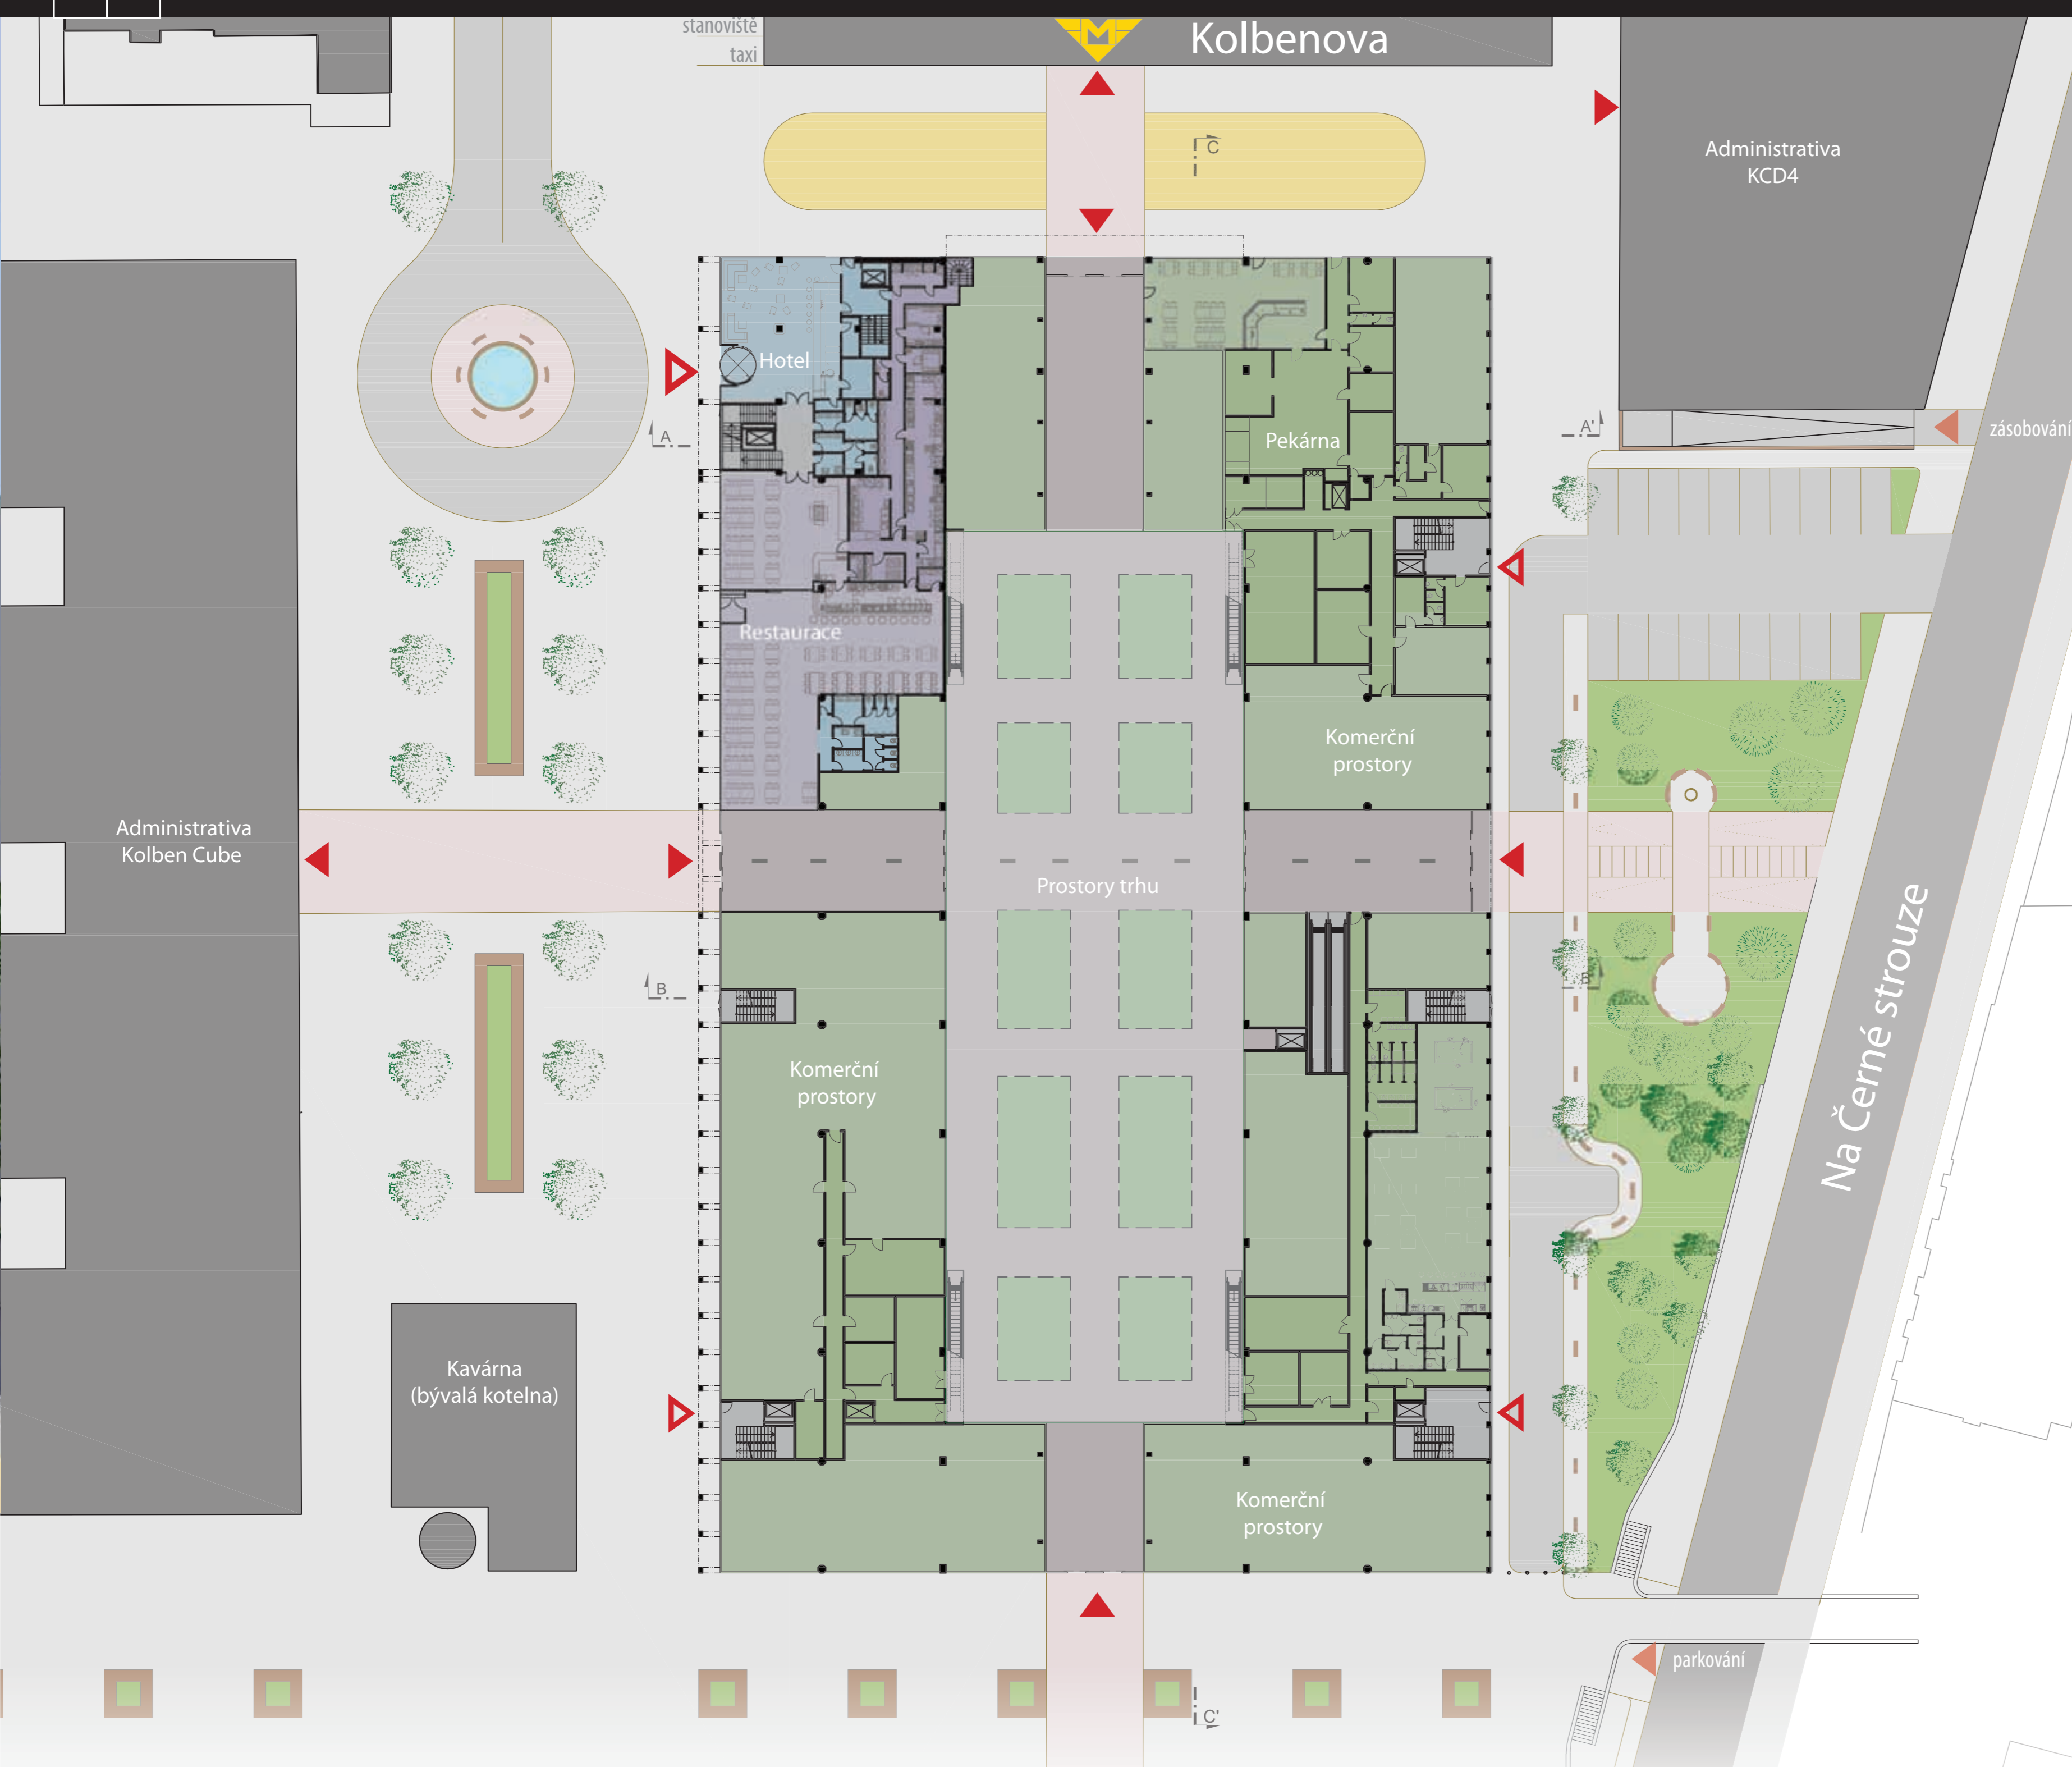 stanoviště
taxi
M
Kolbenova
C
Administrativa
KCD4
Hotel
A
A'
zásobování
Pekárna
Restaurace
Komerční
prostory
Administrativa
Kolben Cube
Prostory trhu
Na Černé strouze
B
B'
Komerční
prostory
Kavárna
(bývalá kotelna)
Komerční
prostory
parkování
C'